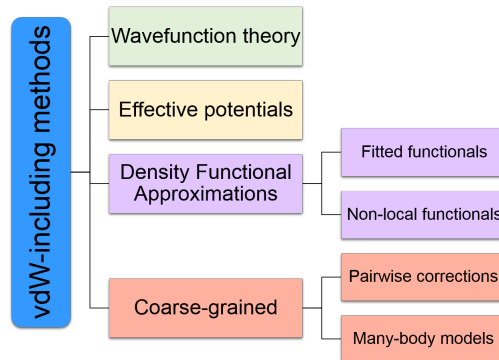 vdW-including methods
Wavefunction theory
Effective potentials
Density Functional
Approximations
Fitted functionals
Non-local functionals
Coarse-grained
Pairwise corrections
Many-body models